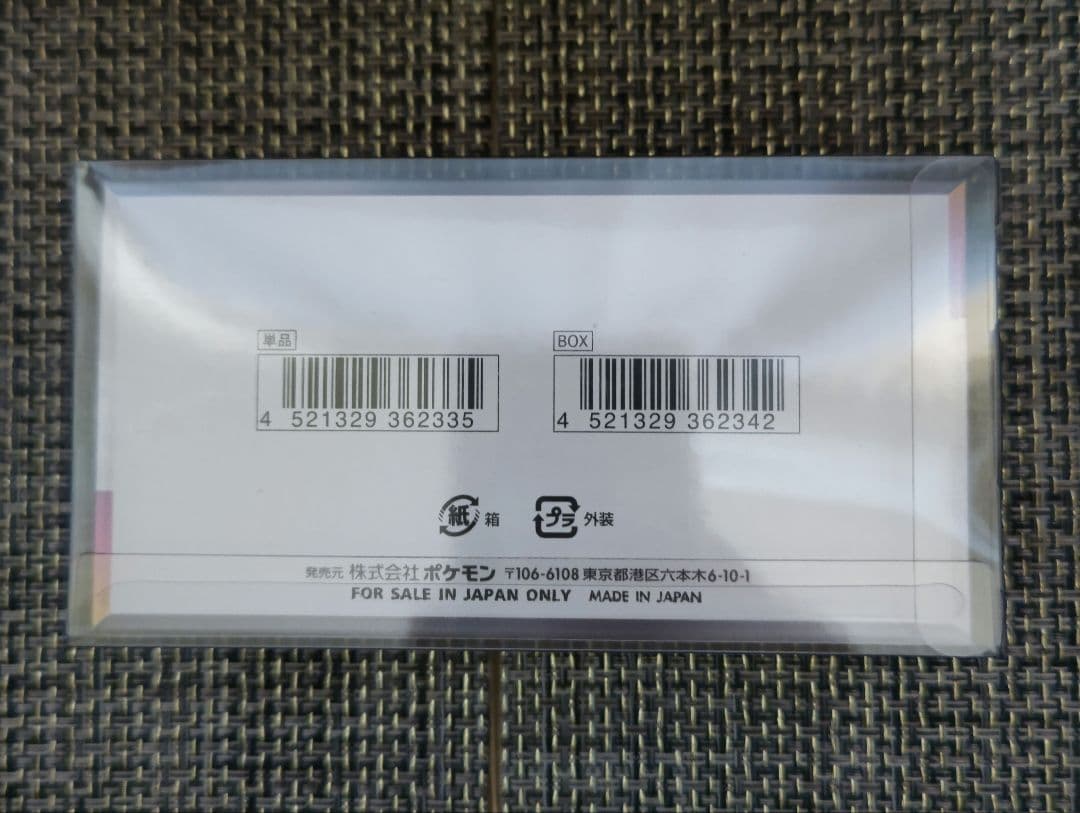 単品
4 521329 362335
BOX
4 521329 362342
紙 箱
プラ 外装
発売元 株式会社 ポケモン 〒106-6108 東京都港区六本木6-10-1
FOR SALE IN JAPAN ONLY MADE IN JAPAN